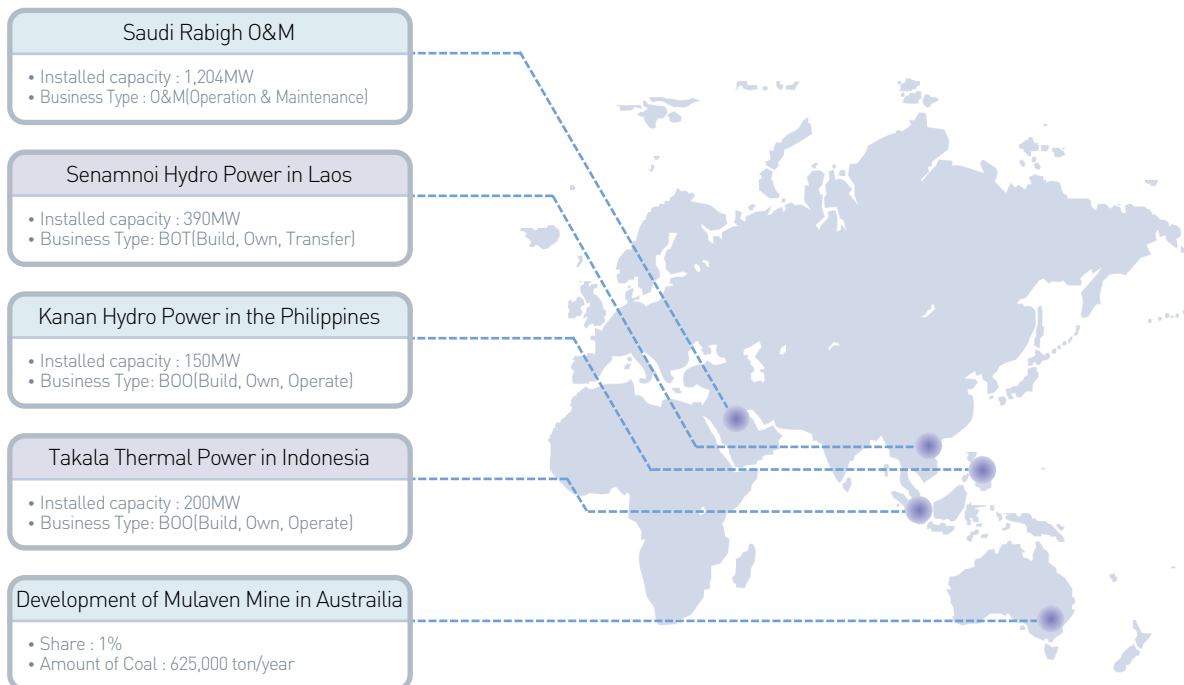 Saudi Rabigh O&M
• Installed capacity : 1,204MW
• Business Type : O&M(Operation & Maintenance)
Senamnoi Hydro Power in Laos
• Installed capacity : 390MW
• Business Type: BOT(Build, Own, Transfer)
Kanan Hydro Power in the Philippines
• Installed capacity : 150MW
• Business Type: BOO(Build, Own, Operate)
Takala Thermal Power in Indonesia
• Installed capacity : 200MW
• Business Type: BOO(Build, Own, Operate)
Development of Mulaven Mine in Austrailia
• Share : 1%
• Amount of Coal : 625,000 ton/year